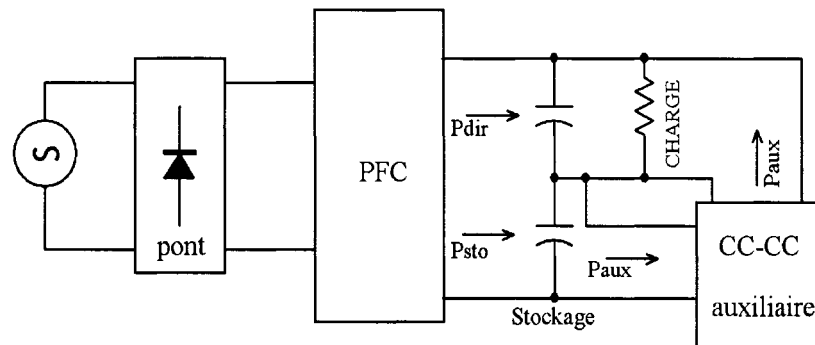 S
pont
PFC
Pdir
CHARGE
Paux
Psto
Paux
Stockage
CC-CC
auxiliaire